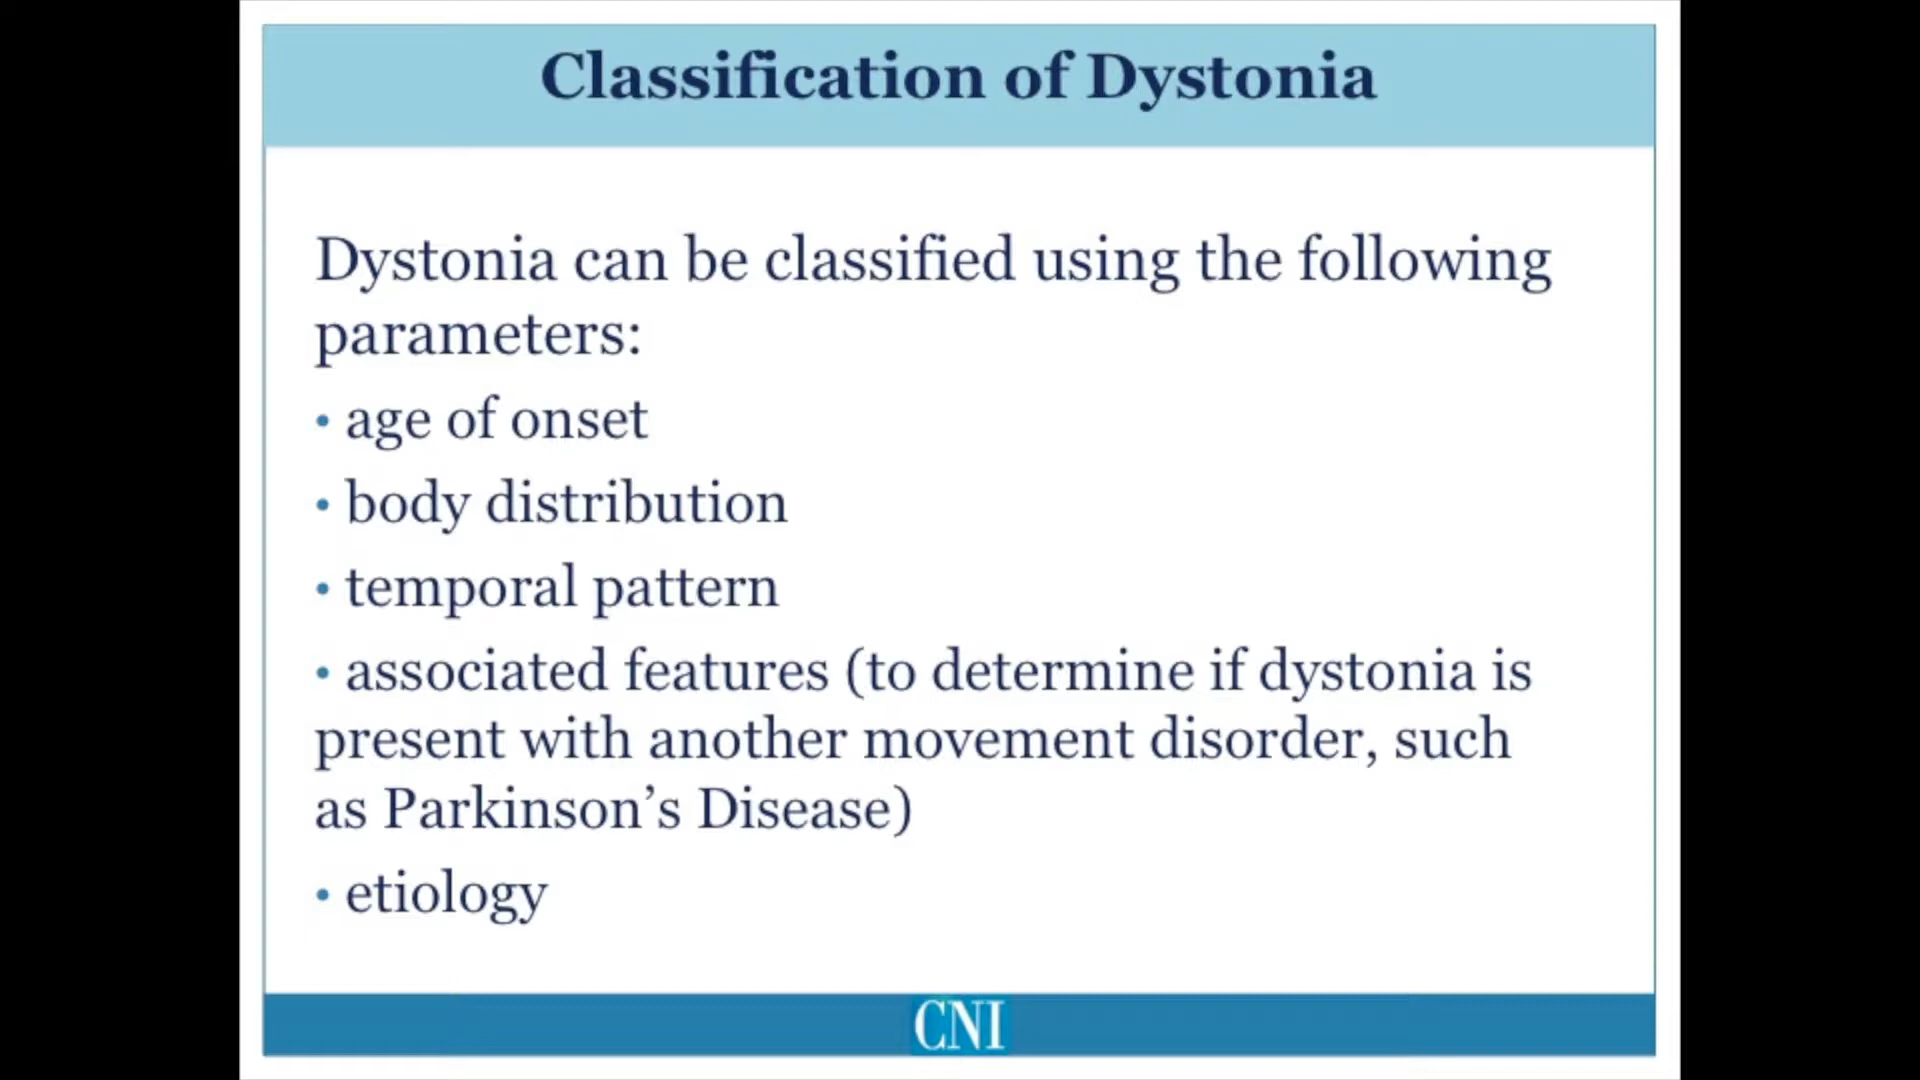 Classification of Dystonia
Dystonia can be classified using the following
parameters:
• age of onset
• body distribution
• temporal pattern
• associated features (to determine if dystonia is
present with another movement disorder, such
as Parkinson’s Disease)
• etiology
CNI